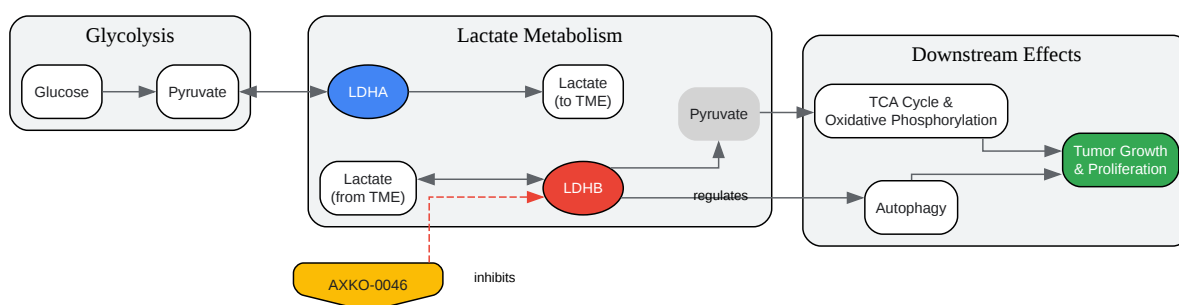 Glycolysis
Glucose
Pyruvate
Lactate Metabolism
LDHA
Lactate
(to TME)
Pyruvate
Lactate
(from TME)
LDHB
regulates
Downstream Effects
TCA Cycle &
Oxidative Phosphorylation
Tumor Growth
& Proliferation
Autophagy
AXKO-0046
inhibits